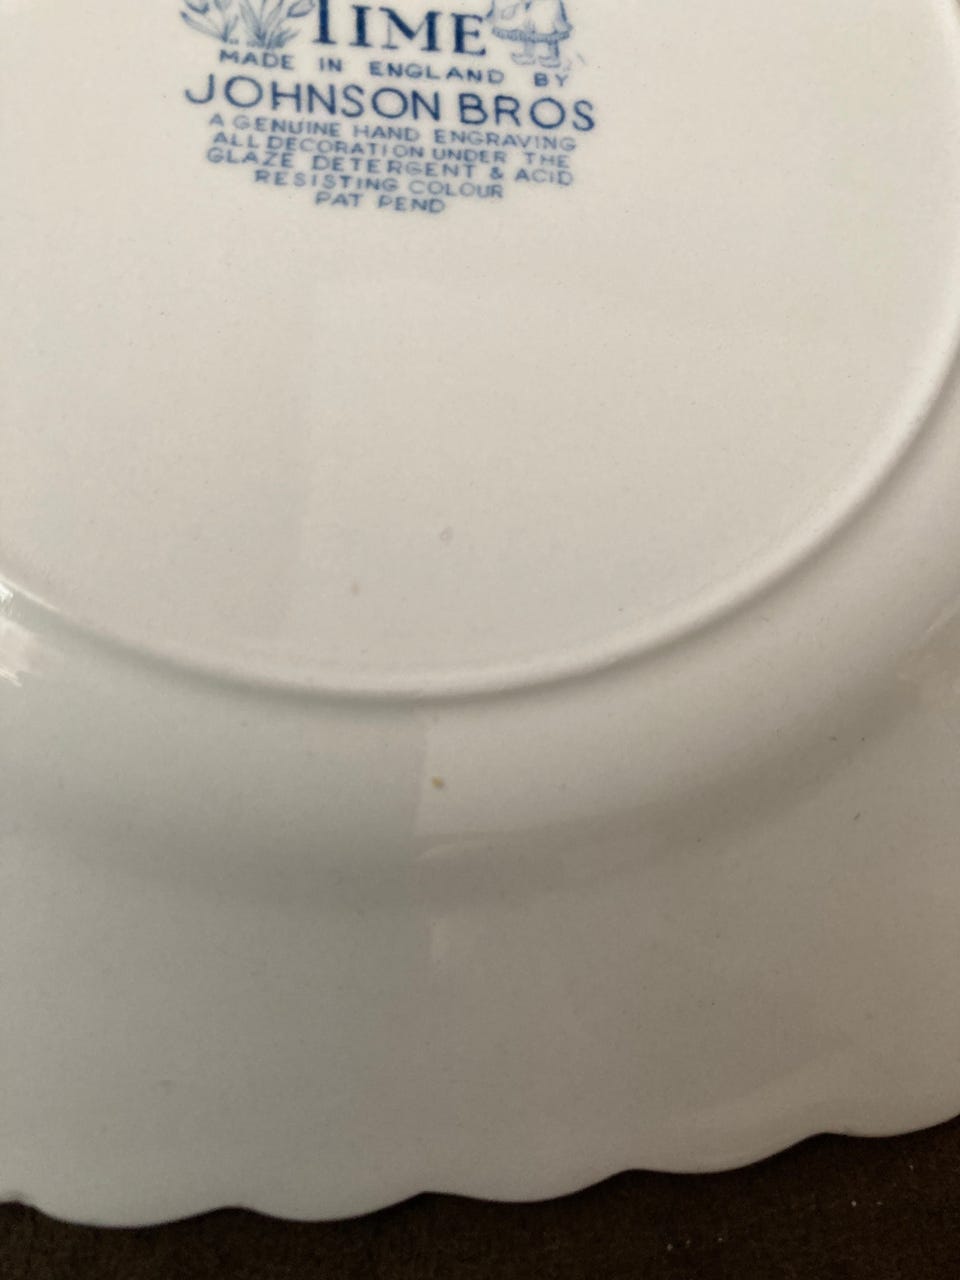 TIME
MADE IN ENGLAND BY
JOHNSON BROS
A GENUINE HAND ENGRAVING
ALL DECORATION UNDER THE
GLAZE DETERGENT & ACID
RESISTING COLOUR
PAT PEND